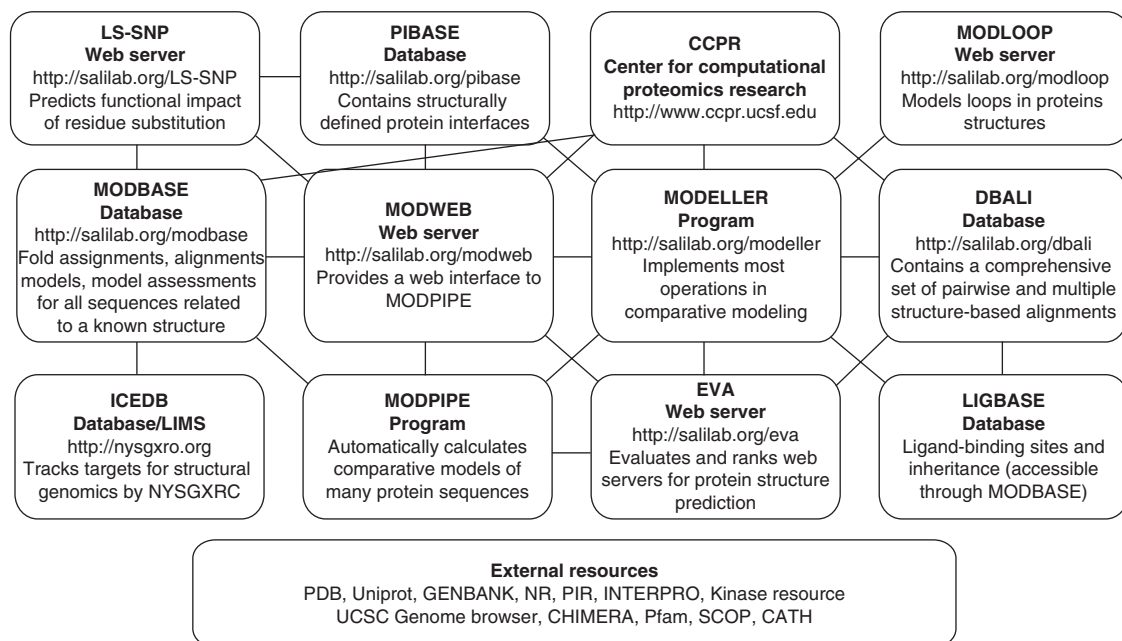 LS-SNP
Web server
http://salilab.org/LS-SNP
Predicts functional impact
of residue substitution
PIBASE
Database
http://salilab.org/pibase
Contains structurally
defined protein interfaces
CCPR
Center for computational
proteomics research
http://www.ccpr.ucsf.edu
MODLOOP
Web server
http://salilab.org/modloop
Models loops in proteins
structures
MODBASE
Database
http://salilab.org/modbase
Fold assignments, alignments
models, model assessments
for all sequences related
to a known structure
MODWEB
Web server
http://salilab.org/modweb
Provides a web interface to
MODPIPE
MODELLER
Program
http://salilab.org/modeller
Implements most
operations in
comparative modeling
DBALI
Database
http://salilab.org/dbali
Contains a comprehensive
set of pairwise and multiple
structure-based alignments
ICEDB
Database/LIMS
http://nysgxro.org
Tracks targets for structural
genomics by NYSGXRC
MODPIPE
Program
Automatically calculates
comparative models of
many protein sequences
EVA
Web server
http://salilab.org/eva
Evaluates and ranks web
servers for protein structure
prediction
LIGBASE
Database
Ligand-binding sites and
inheritance (accessible
through MODBASE)
External resources
PDB, Uniprot, GENBANK, NR, PIR, INTERPRO, Kinase resource
UCSC Genome browser, CHIMERA, Pfam, SCOP, CATH